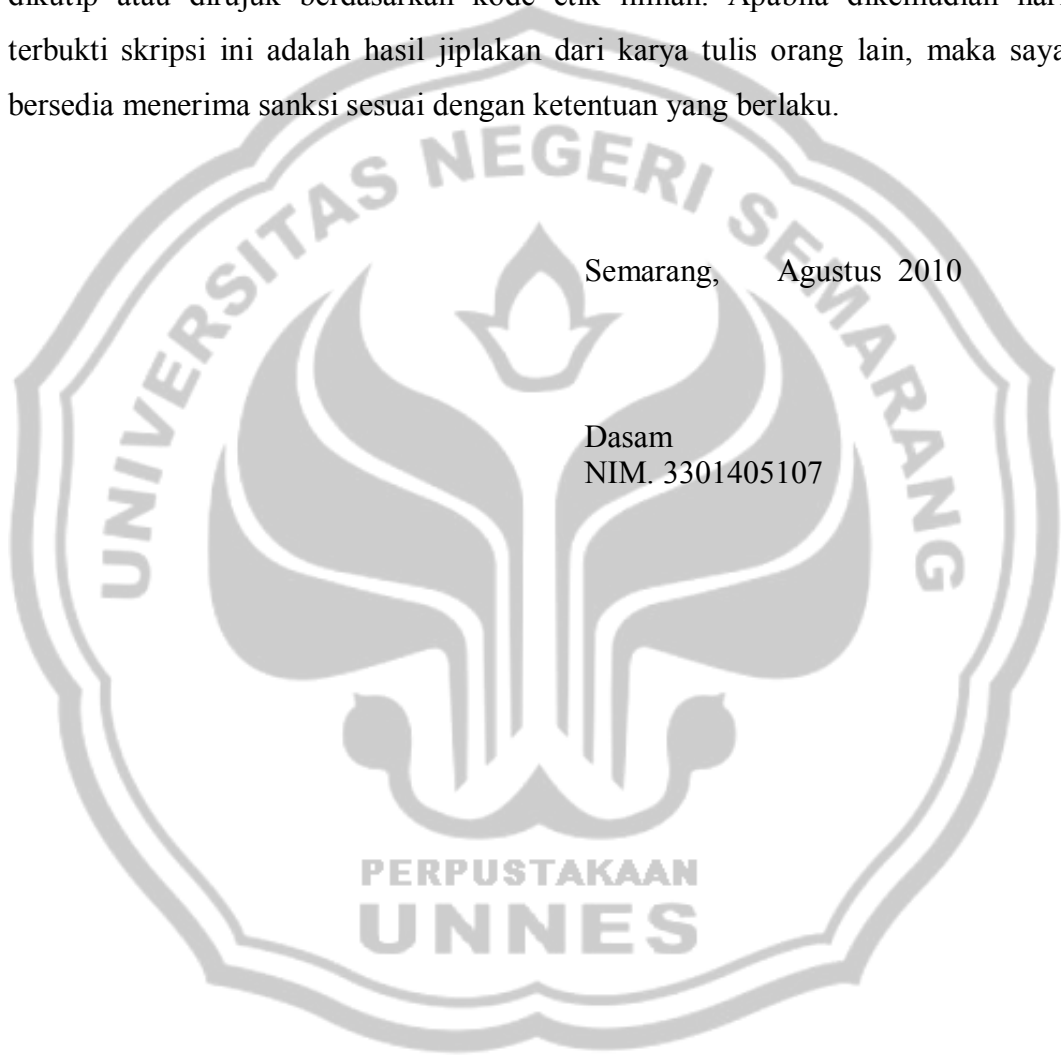 dikutip atau dirujuk berdasarkan kode etik ilmiah. Apabila dikemudian hari
terbukti skripsi ini adalah hasil jiplakan dari karya tulis orang lain, maka saya
bersedia menerima sanksi sesuai dengan ketentuan yang berlaku.
UNIVERSITAS NEGERI SEMARANG
Semarang, Agustus 2010
Dasam
NIM. 3301405107
PERPUSTAKAAN
UNNES